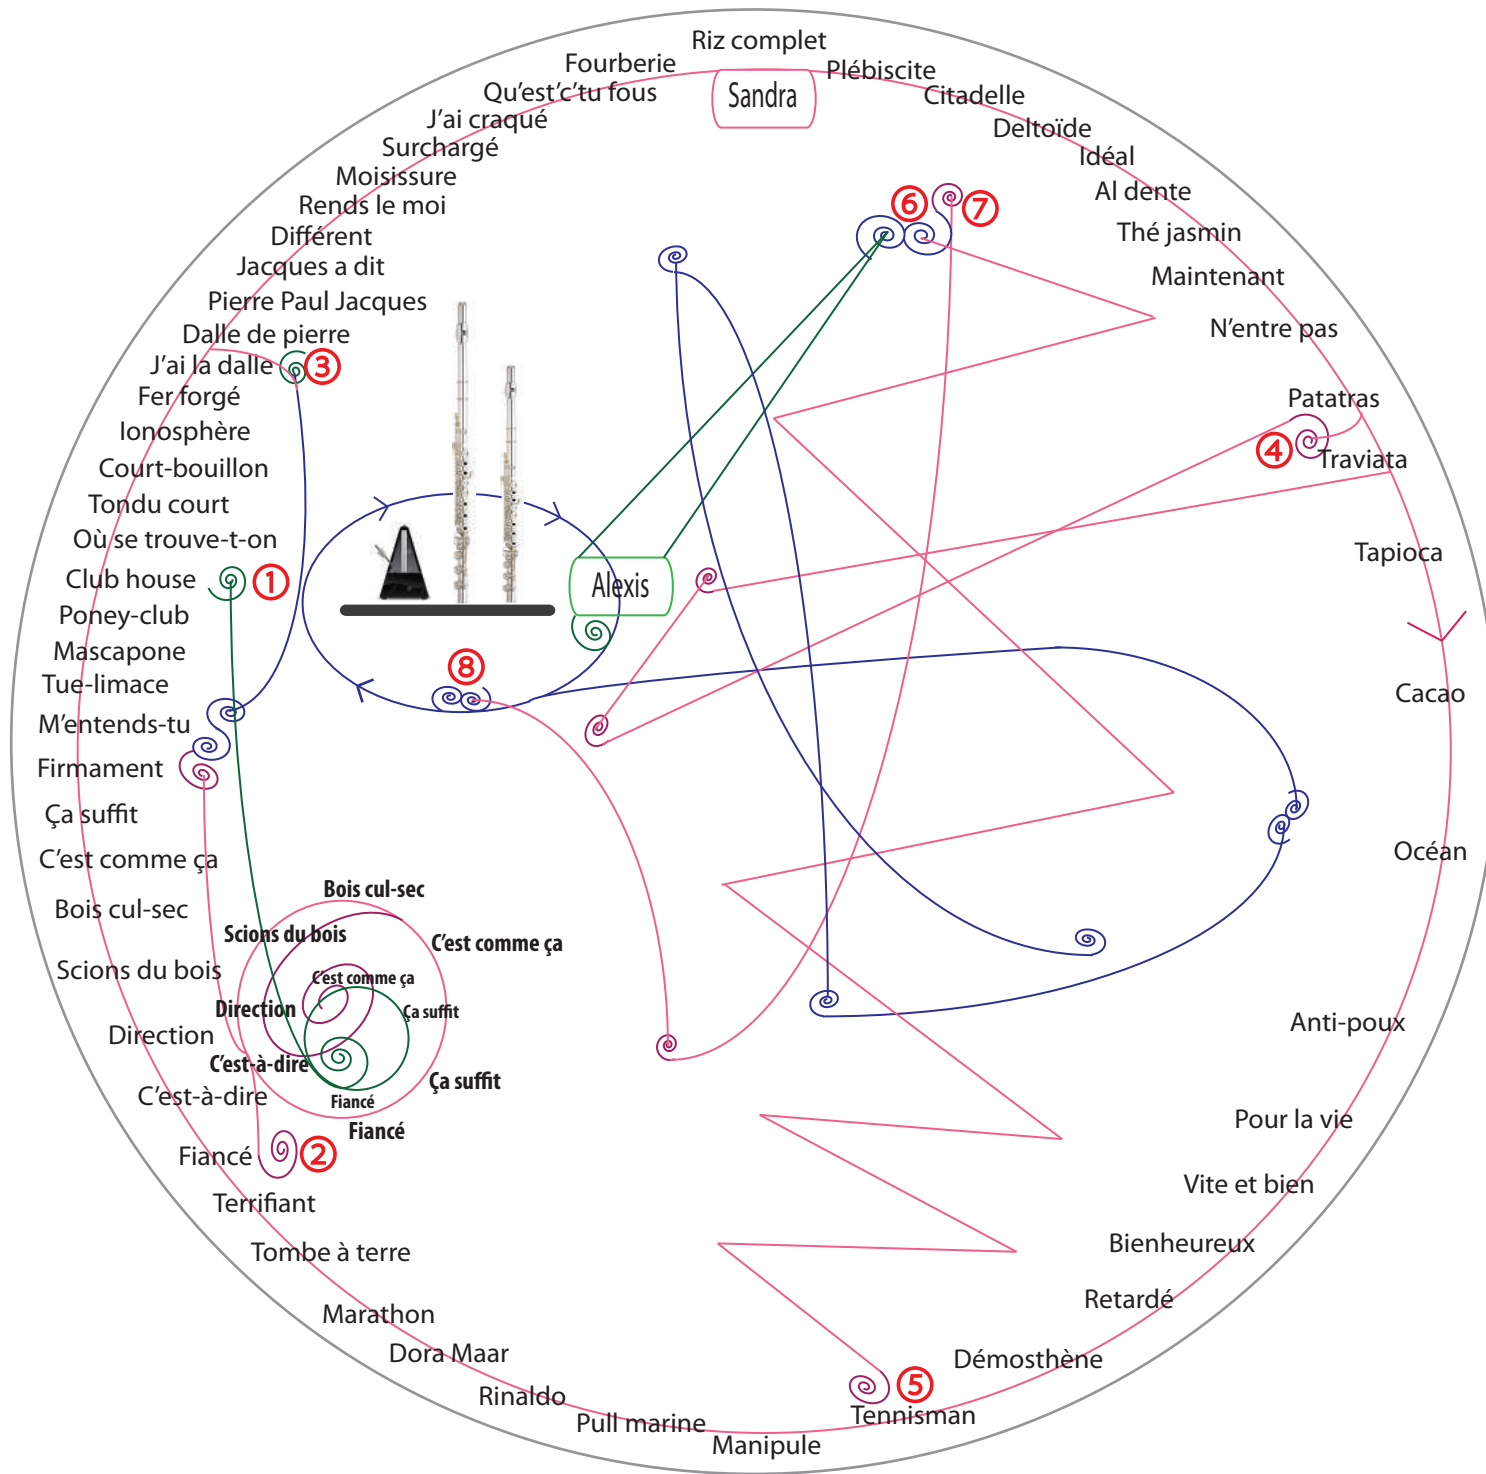 Riz complet
Fourberie
Plébiscite
Qu'est'c'tu fous
Sandra
Citadelle
J'ai craqué
Deltoïde
Surchargé
Idéal
Moisissure
Al dente
Rends le moi
6
7
Différent
Thé jasmin
Jacques a dit
Maintenant
Pierre Paul Jacques
N'entre pas
Dalle de pierre
J'ai la dalle
3
Fer forgé
Patatras
Ionosphère
4
Traviata
Court-bouillon
Tondu court
Où se trouve-t-on
Tapioca
Club house
1
Alexis
Poney-club
Mascapone
8
Tue-limace
Cacao
M'entends-tu
Firmament
Ça suffit
Océan
C'est comme ça
Bois cul-sec
Bois cul-sec
Scions du bois
C'est comme ça
Scions du bois
C'est comme ça
Direction
Ça suffit
Direction
Anti-poux
C'est-à-dire
Ça suffit
C'est-à-dire
Fiancé
Fiancé
Pour la vie
Fiancé
2
Vite et bien
Terrifiant
Bienheureux
Tombe à terre
Retardé
Marathon
Dora Maar
Démosthène
Rinaldo
5
Tennisman
Pull marine
Manipule